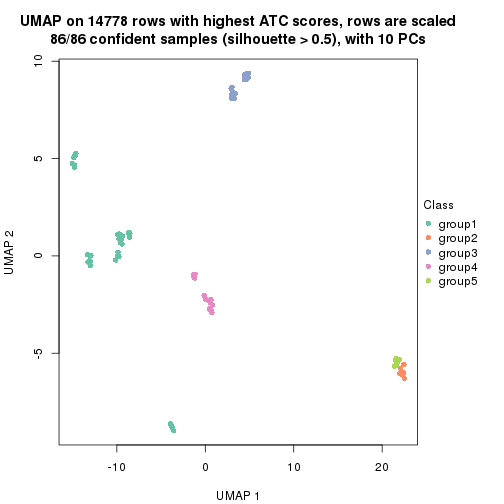 UMAP on 14778 rows with highest ATC scores, rows are scaled
86/86 confident samples (silhouette > 0.5), with 10 PCs
10
5
0
-5
UMAP 2
-10
0
10
20
UMAP 1
Class
group1
group2
group3
group4
group5